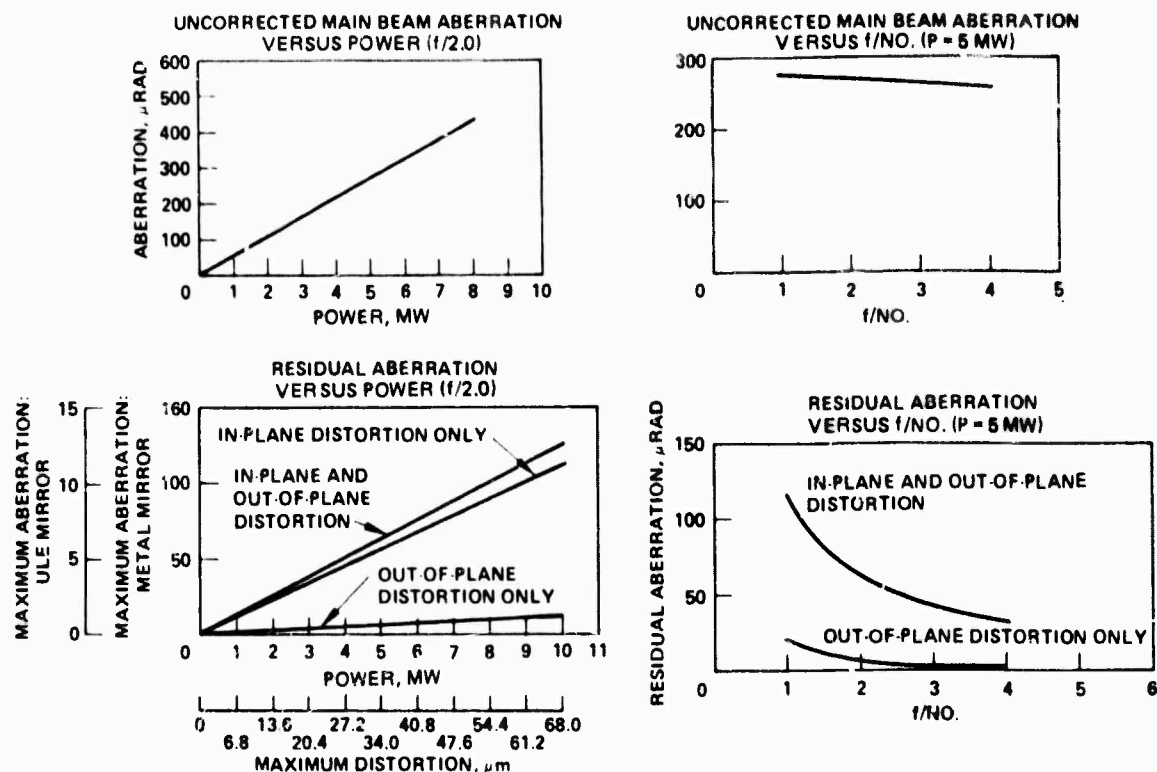 UNCORRECTED MAIN BEAM ABERRATION
VERSUS POWER (f/2.0)
ABERRATION, μRAD
600
500
400
300
200
100
0
1 2 3 4 5 6 7 8 9 10
POWER, MW
UNCORRECTED MAIN BEAM ABERRATION
VERSUS f/NO. (P = 5 MW)
300
200
100
0
1 2 3 4 5
f/NO.
RESIDUAL ABERRATION
VERSUS POWER (f/2.0)
MAXIMUM ABERRATION:
ULE MIRROR
15
10
5
0
MAXIMUM ABERRATION:
METAL MIRROR
160
100
50
0
IN-PLANE DISTORTION ONLY
IN-PLANE AND
OUT-OF-PLANE
DISTORTION
OUT-OF-PLANE
DISTORTION ONLY
1 2 3 4 5 6 7 8 9 10 11
POWER, MW
0 13.6 27.2 40.8 54.4 68.0
6.8 20.4 34.0 47.6 61.2
MAXIMUM DISTORTION, μm
RESIDUAL ABERRATION
VERSUS f/NO. (P = 5 MW)
RESIDUAL ABERRATION, μRAD
150
100
50
0
IN-PLANE AND OUT-OF-PLANE
DISTORTION
OUT-OF-PLANE DISTORTION ONLY
1 2 3 4 5 6
f/NO.